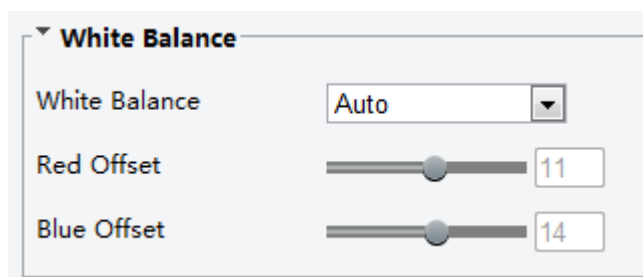 White Balance
White Balance Auto
Red Offset 11
Blue Offset 14